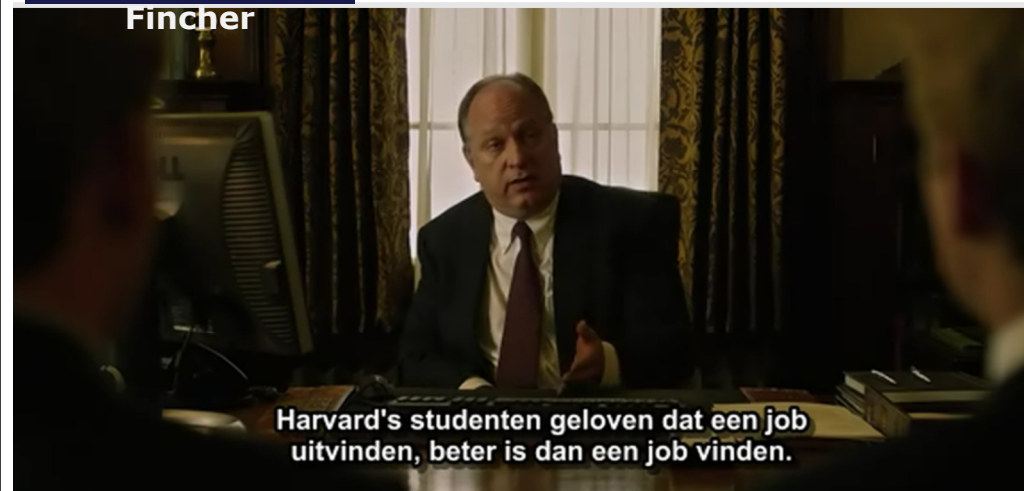 Fincher
Harvard's studenten geloven dat een job
uitvinden, beter is dan een job vinden.